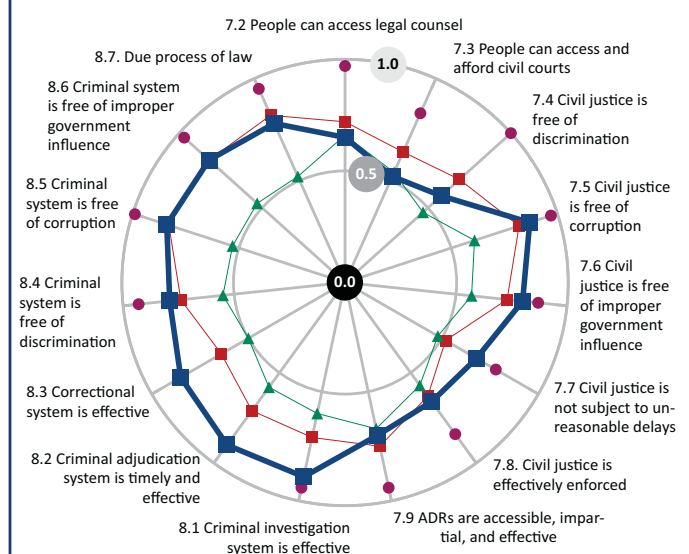 7.2 People can access legal counsel
7.3 People can access and
afford civil courts
7.4 Civil justice is
free of
discrimination
7.5 Civil justice
is free of
corruption
7.6 Civil
justice is free
of improper
government
influence
7.7 Civil justice is
not subject to un-
reasonable delays
7.8. Civil justice is
effectively enforced
7.9 ADRs are accessible, impar-
tial, and effective
8.1 Criminal investigation
system is effective
8.2 Criminal adjudication
system is timely and
effective
8.3 Correctional
system is effective
8.4 Criminal
system is
free of
discrimination
8.5 Criminal
system is free
of corruption
8.6 Criminal system
is free of improper
government
influence
8.7. Due process of law
1.0
0.5
0.0